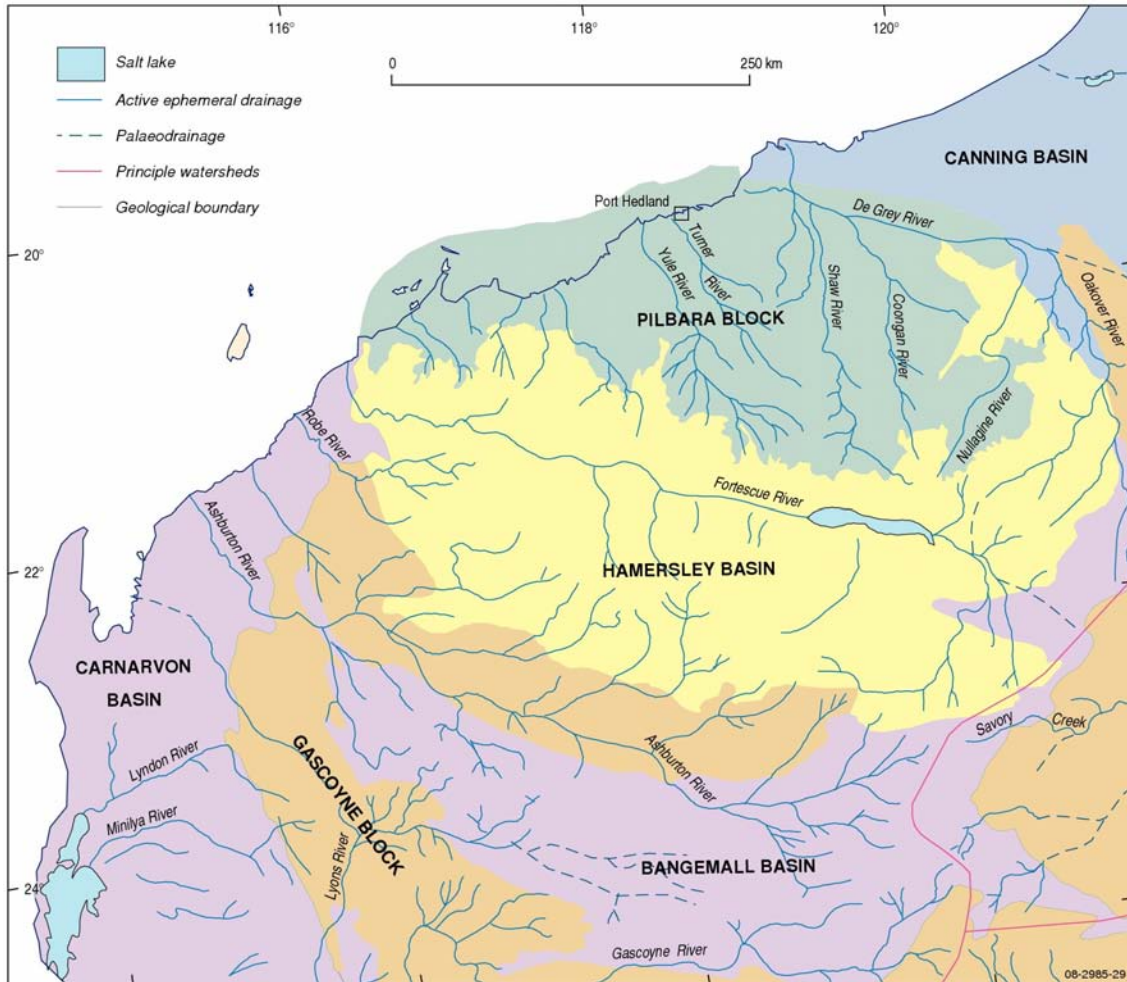 116°
118°
120°
Salt lake
0
250 km
Active ephemeral drainage
Palaeodrainage
Principle watersheds
Geological boundary
CANNING BASIN
Port Hedland
De Grey River
Turner
River
Yule River
20°
Shaw River
Oakover River
PILBARA BLOCK
Coongan River
Robe River
Nullagine River
Fortescue River
Ashburton River
22°
HAMERSLEY BASIN
CARNARVON
BASIN
Savory
Creek
GASCOYNE BLOCK
Ashburton River
Lyndon River
Minilya River
Lyons River
BANGEMALL BASIN
24°
Gascoyne River
08-2985-29